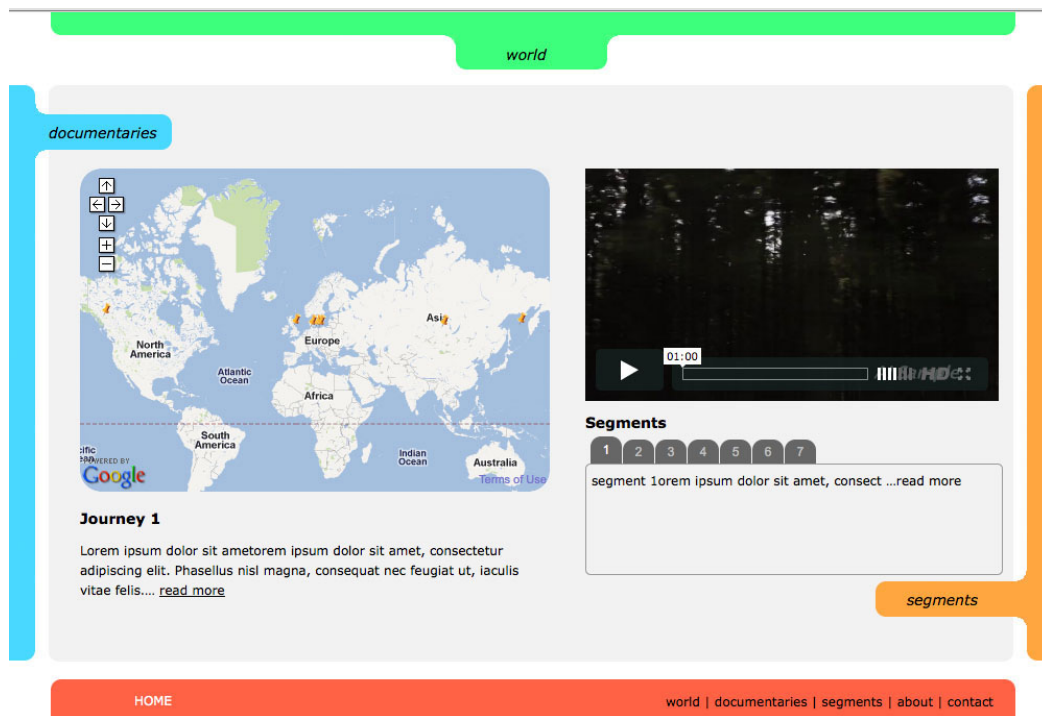 world
documentaries
North
America
Atlantic
Ocean
Europe
Asia
Africa
South
America
Indian
Ocean
Australia
POWERED BY
Google
Terms of Use
01:00
HD
Segments
1 2 3 4 5 6 7
segment 1orem ipsum dolor sit amet, consect ...read more
Journey 1
Lorem ipsum dolor sit ametorem ipsum dolor sit amet, consectetur
adipiscing elit. Phasellus nisl magna, consequat nec feugiat ut, iaculis
vitae felis.... read more
segments
HOME
world | documentaries | segments | about | contact